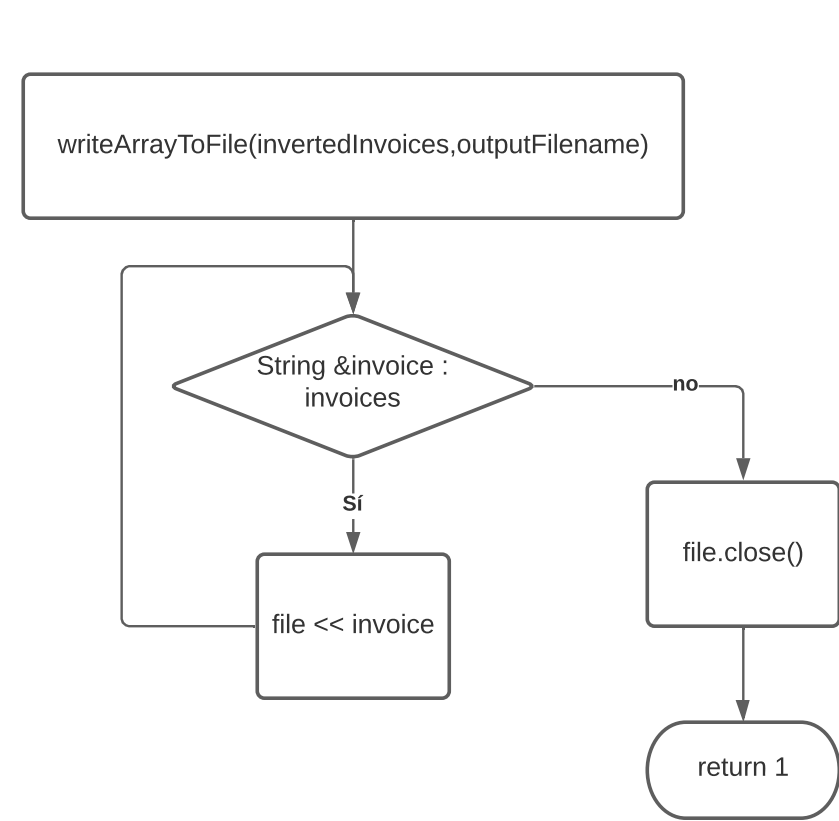 writeArrayToFile(invertedInvoices,outputFilename)
String &invoice :
invoices
no
Sí
file.close()
file << invoice
return 1